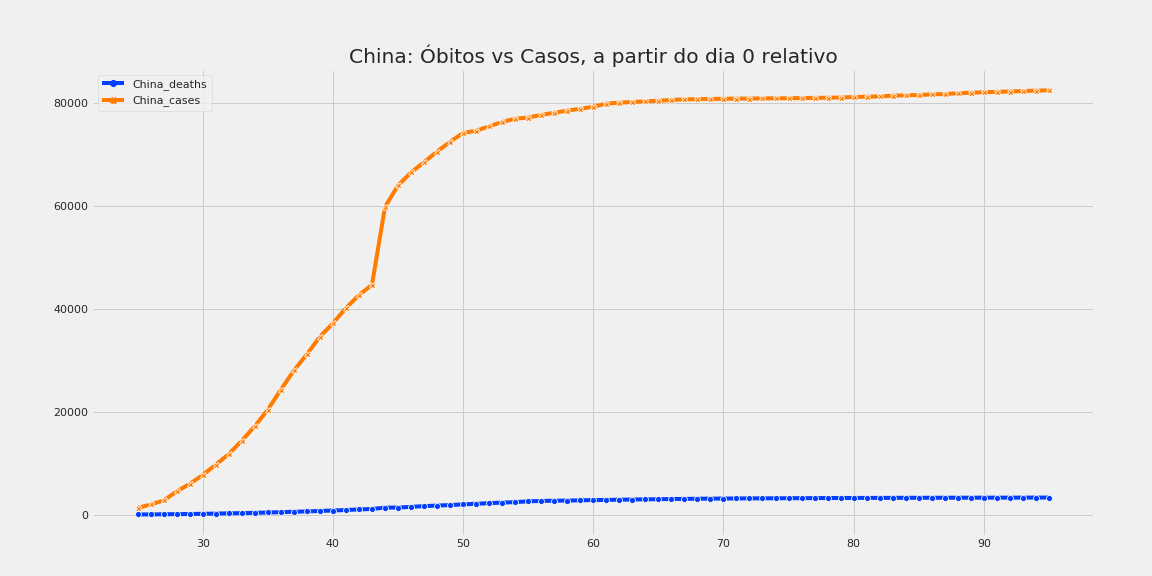 China: Óbitos vs Casos, a partir do dia 0 relativo
China_deaths
China_cases
80000
60000
40000
20000
0
30 40 50 60 70 80 90